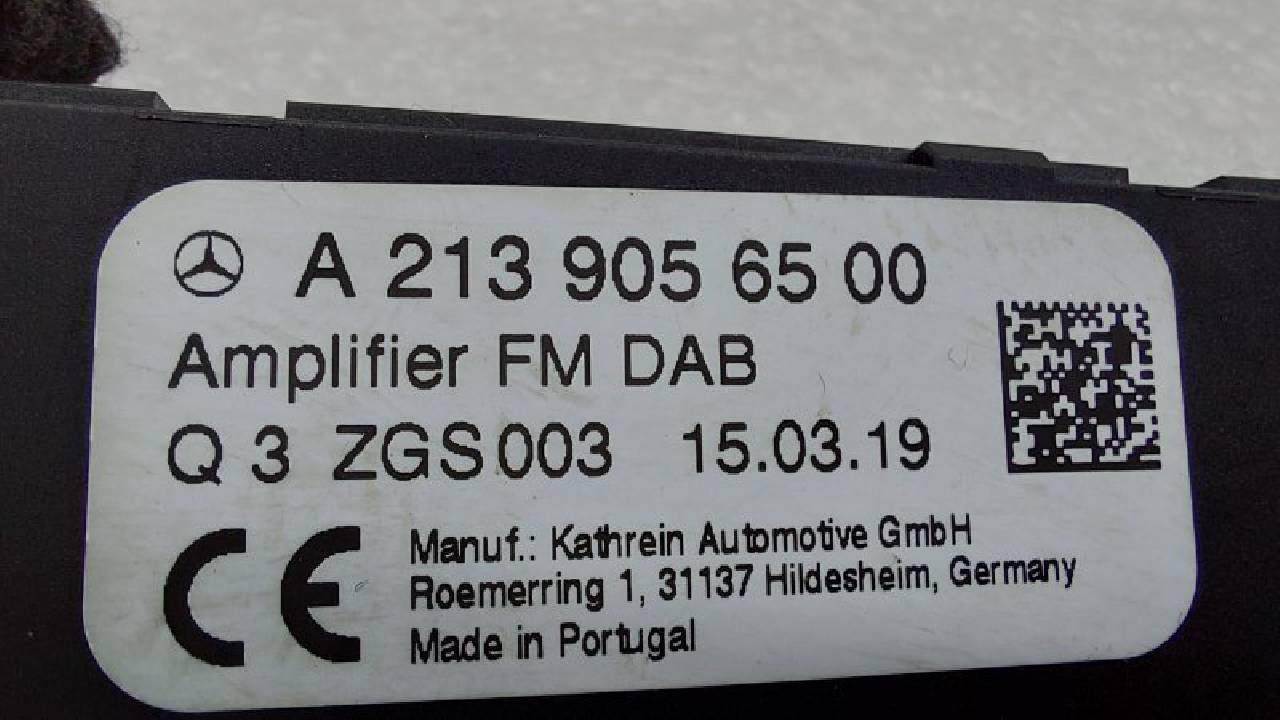 A 213 905 65 00
Amplifier FM DAB
Q 3 ZGS 003 15.03.19
CE Manuf.: Kathrein Automotive GmbH
Roemerring 1, 31137 Hildesheim, Germany
Made in Portugal